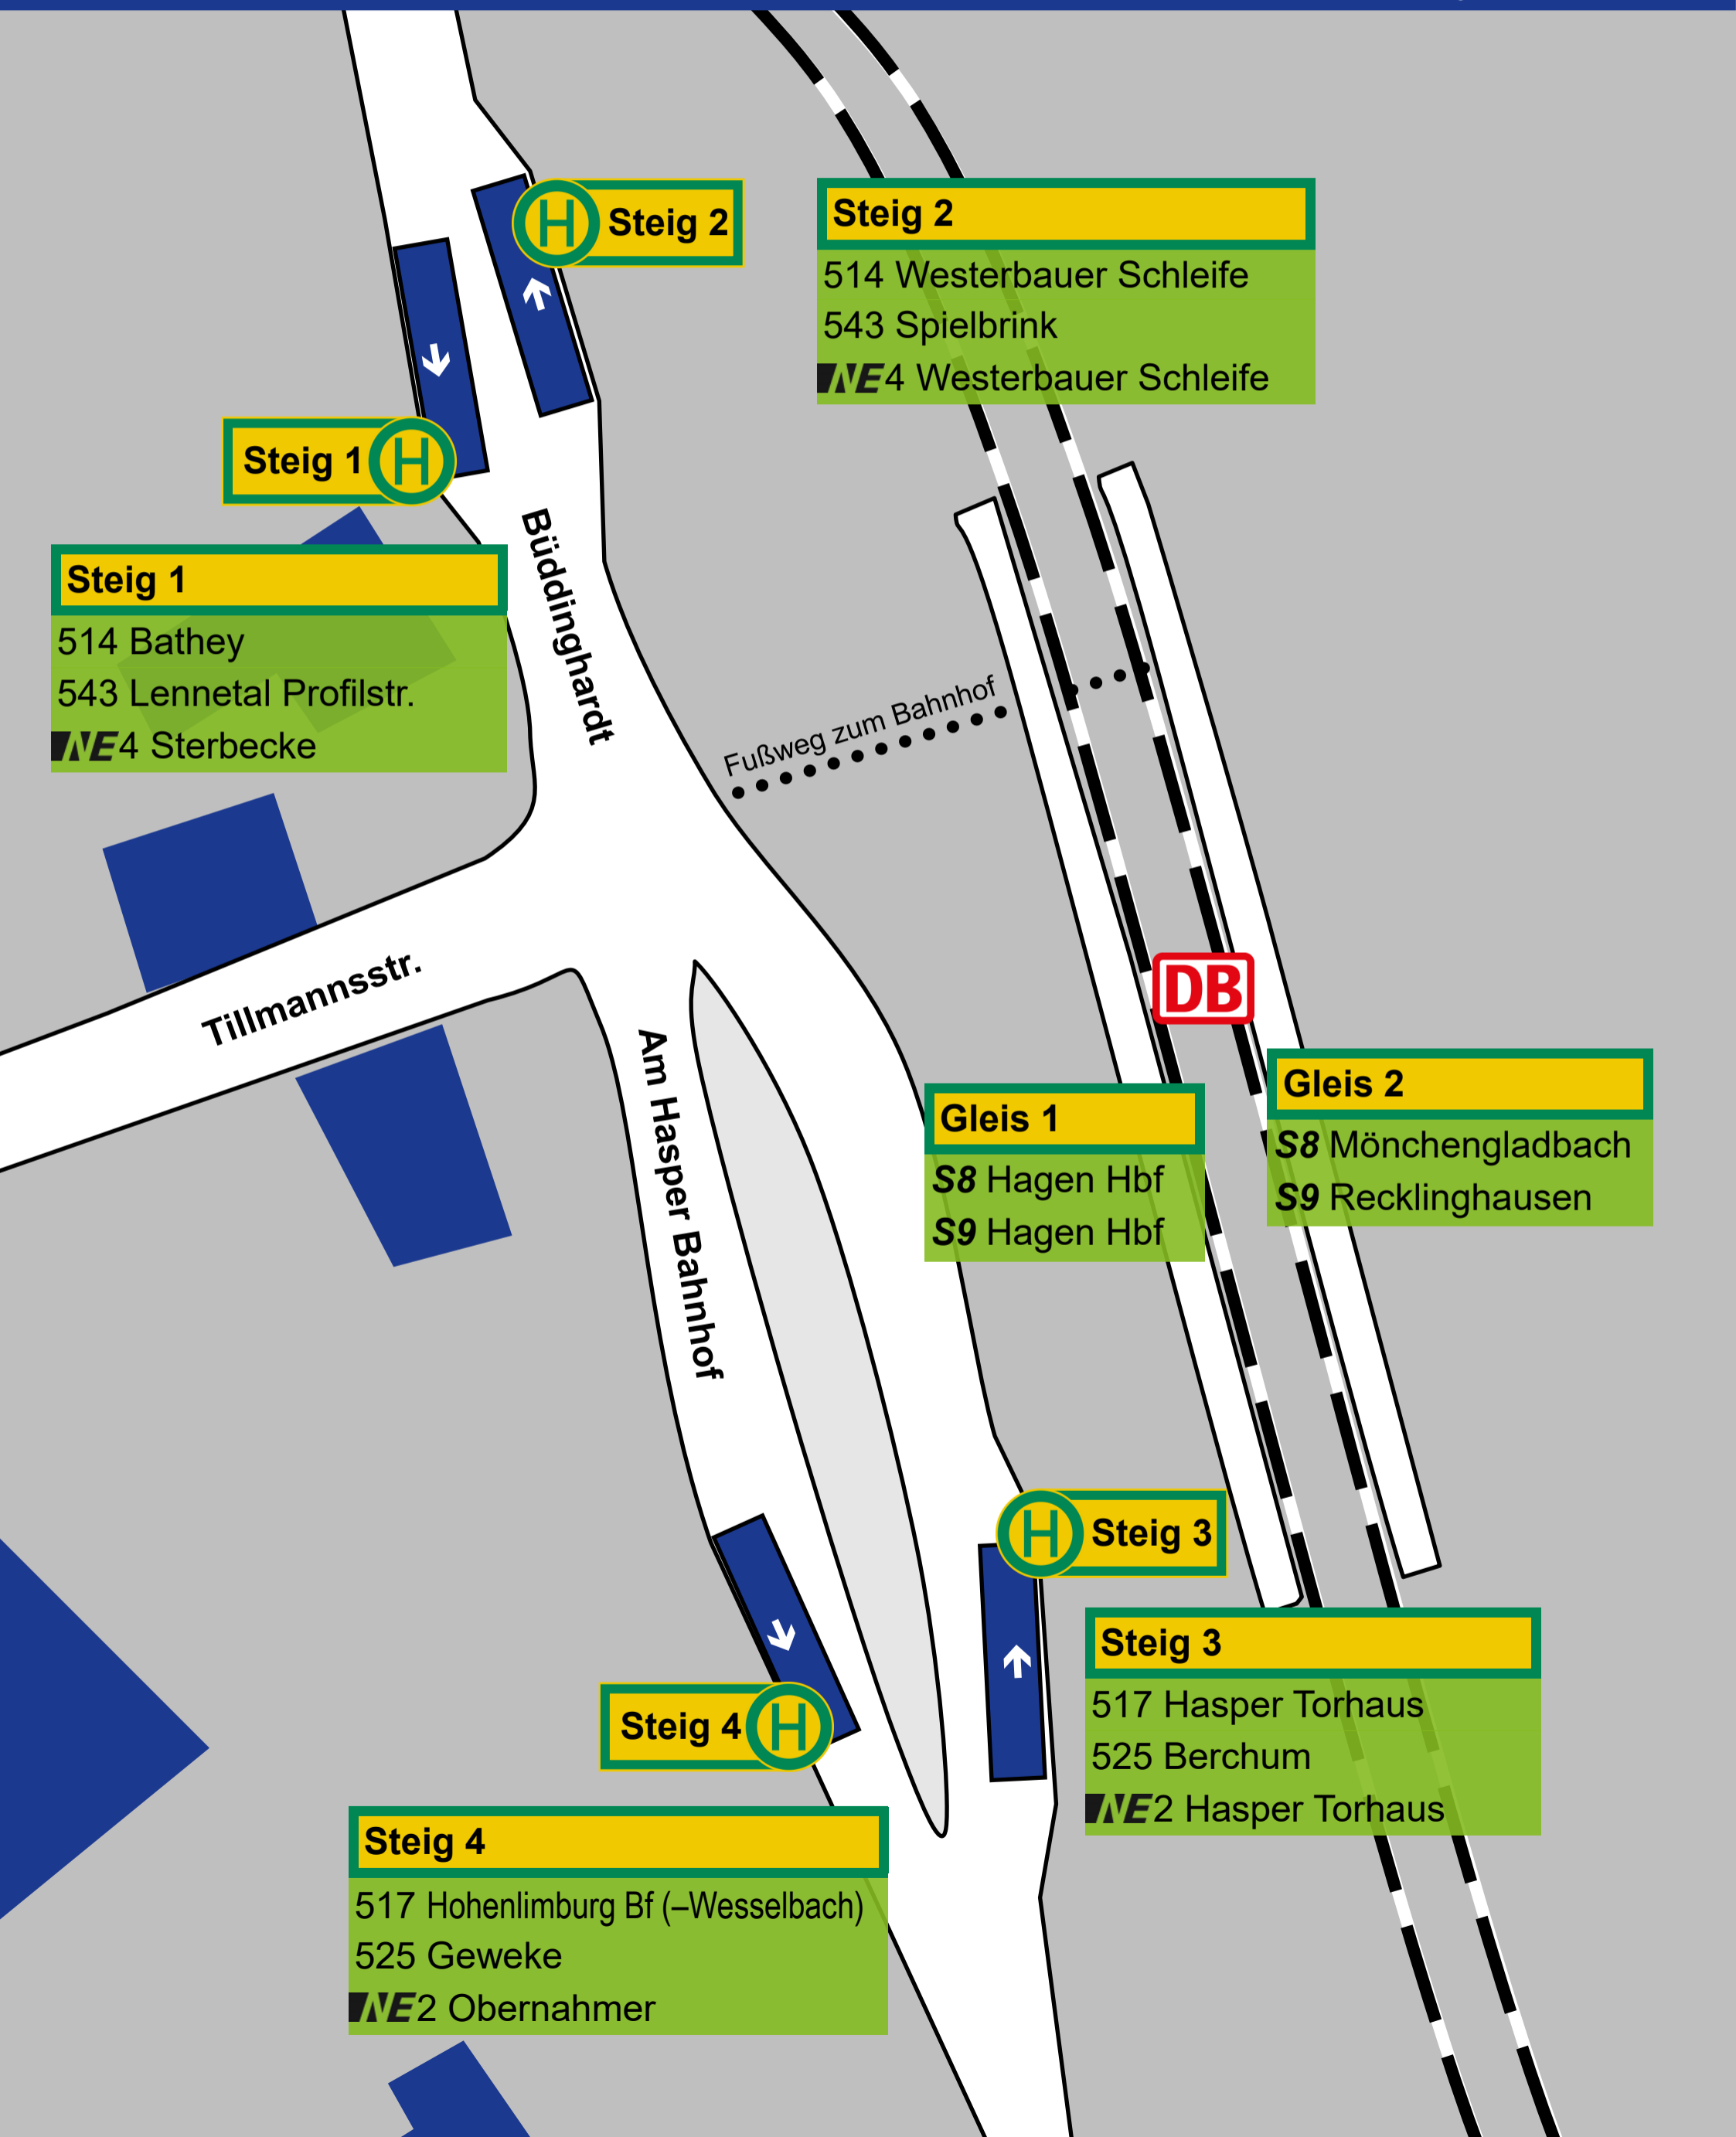 Steig 2
Steig 2
514 Westerbauer Schleife
543 Spielbrink
NE4 Westerbauer Schleife
Steig 1
Steig 1
514 Bathey
543 Lennetal Profilstr.
NE4 Sterbecke
Büddinghardt
Fußweg zum Bahnhof
Tillmannsstr.
DB
Am Hasper Bahnhof
Gleis 1
S8 Hagen Hbf
S9 Hagen Hbf
Gleis 2
S8 Mönchengladbach
S9 Recklinghausen
H
H
H
Steig 3
Steig 3
517 Hasper Torhaus
525 Berchum
NE2 Hasper Torhaus
H
Steig 4
Steig 4
517 Hohenlimburg Bf (–Wesselbach)
525 Geweke
NE2 Obernahmer